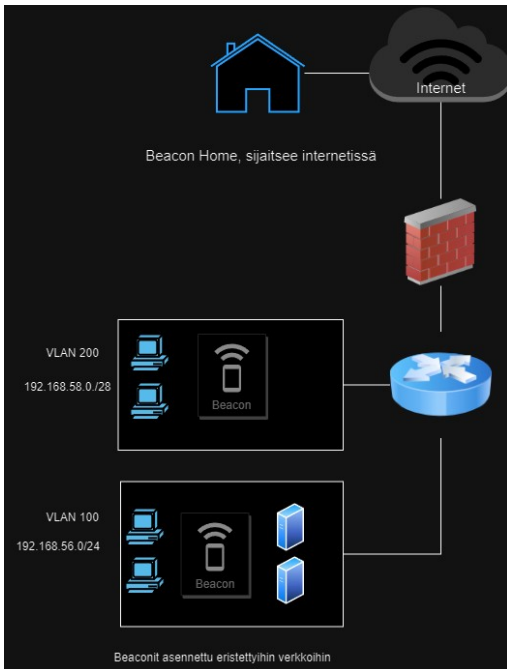 Internet
Beacon Home, sijaitsee internetissä
VLAN 200
192.168.58.0./28
Beacon
VLAN 100
192.168.56.0/24
Beacon
Beaconit asennettu eristettyihin verkkoihin